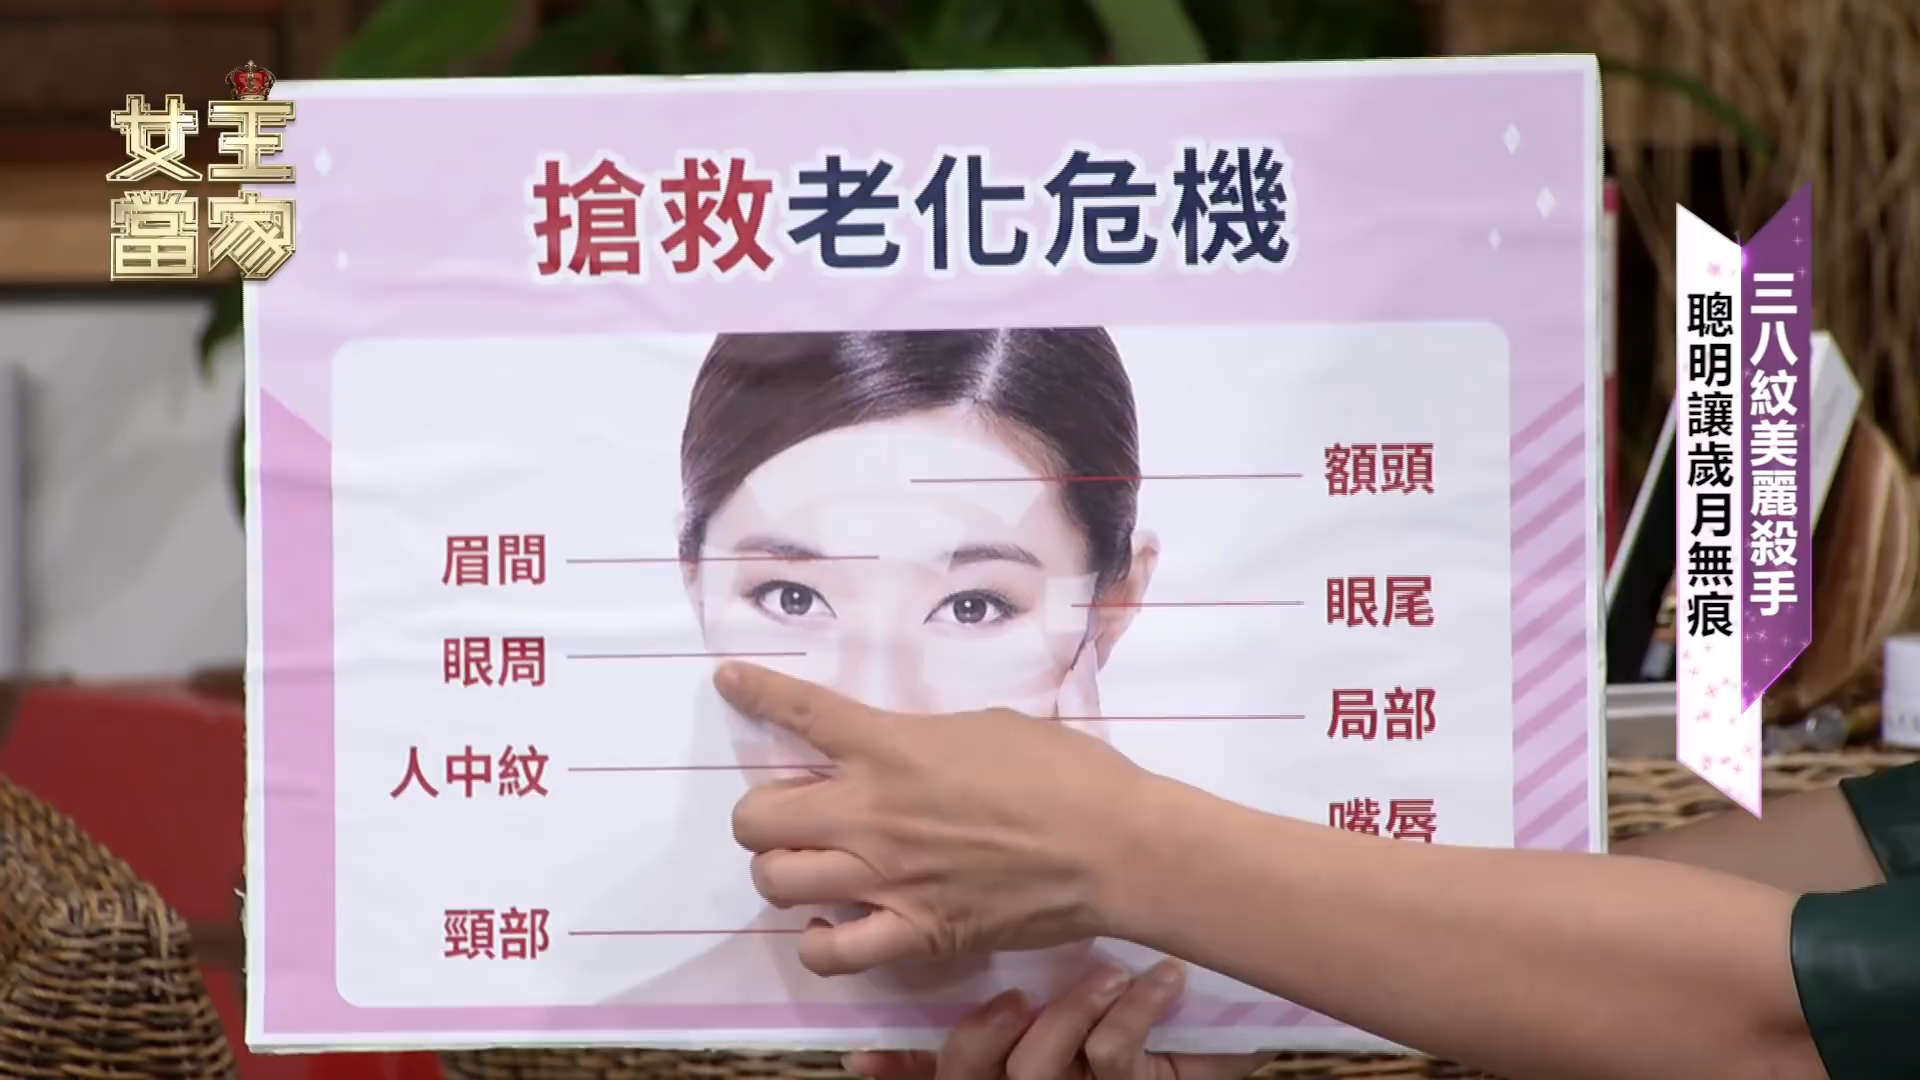 女王
當家
搶救老化危機
額頭
眉間
眼尾
眼周
局部
人中紋
嘴唇
頸部
三八紋美麗殺手
聰明讓歲月無痕